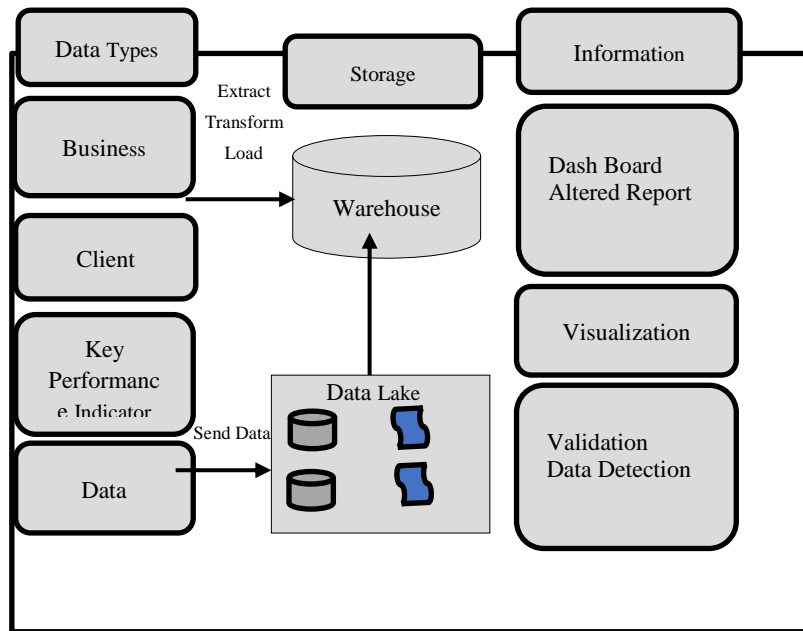 Data Types
Business
Client
Key
Performanc
e Indicator
Data
Extract
Transform
Load
Send Data
Storage
Warehouse
Data Lake
Information
Dash Board
Altered Report
Visualization
Validation
Data Detection